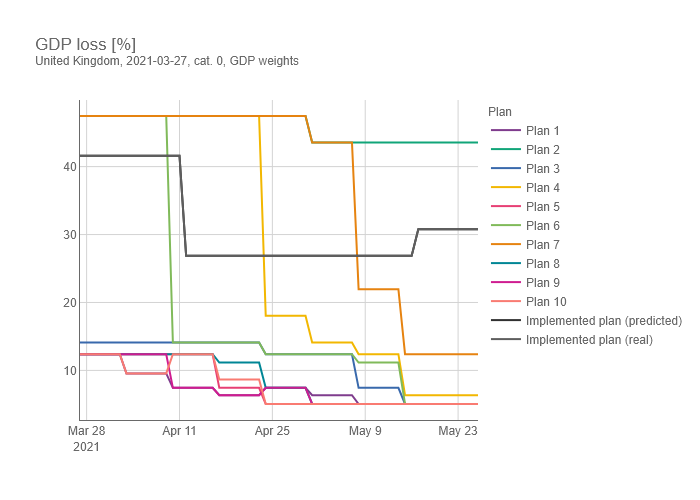 GDP loss [%]
United Kingdom, 2021-03-27, cat. 0, GDP weights
Plan
Plan 1
Plan 2
Plan 3
Plan 4
Plan 5
Plan 6
Plan 7
Plan 8
Plan 9
Plan 10
Implemented plan (predicted)
Implemented plan (real)
40
30
20
10
Mar 28 Apr 11 Apr 25 May 9 May 23
2021